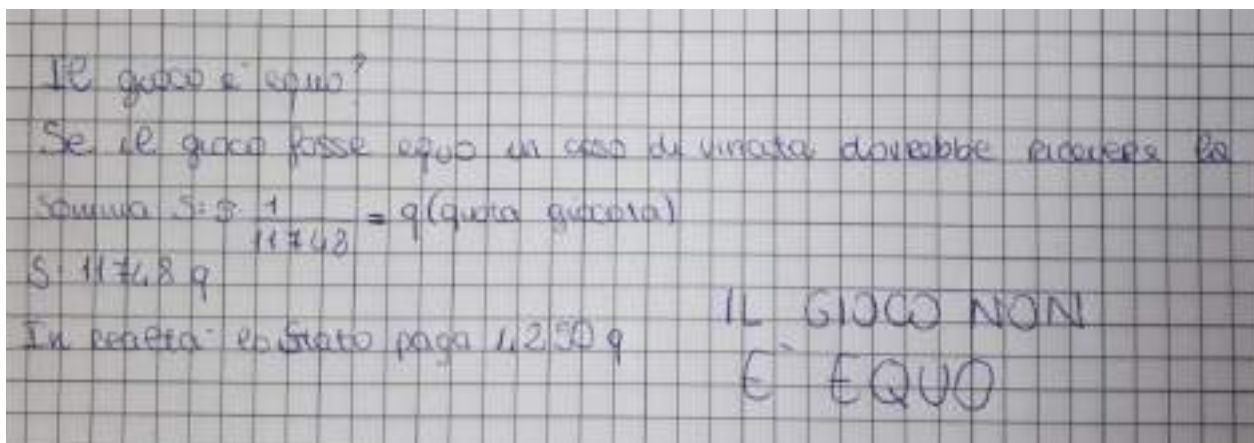 Il gioco è equo?
Se il gioco fosse equo in caso di vincita dovrebbe ricevere la
somma S: S · 1/11748 = q (quota giocata)
S: 11748 q
In realtà lo Stato paga 4250 q
IL GIOCO NON
E' EQUO